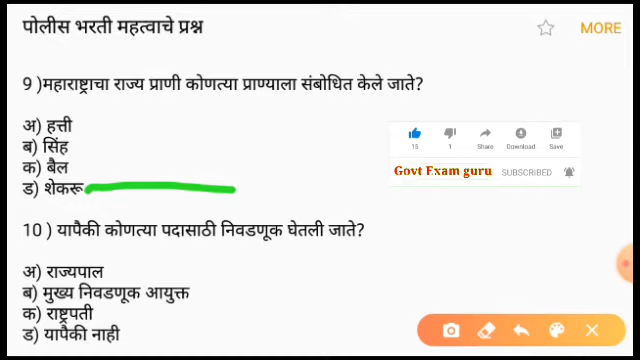 पोलीस भरती महत्वाचे प्रश्न
MORE
9 )महाराष्ट्राचा राज्य प्राणी कोणत्या प्राण्याला संबोधित केले जाते?
अ) हत्ती
ब) सिंह
क) बैल
ड) शेकरू
15 1 Share Download Save
Govt Exam guru SUBSCRIBED
10 ) यापैकी कोणत्या पदासाठी निवडणूक घेतली जाते?
अ) राज्यपाल
ब) मुख्य निवडणूक आयुक्त
क) राष्ट्रपती
ड) यापैकी नाही